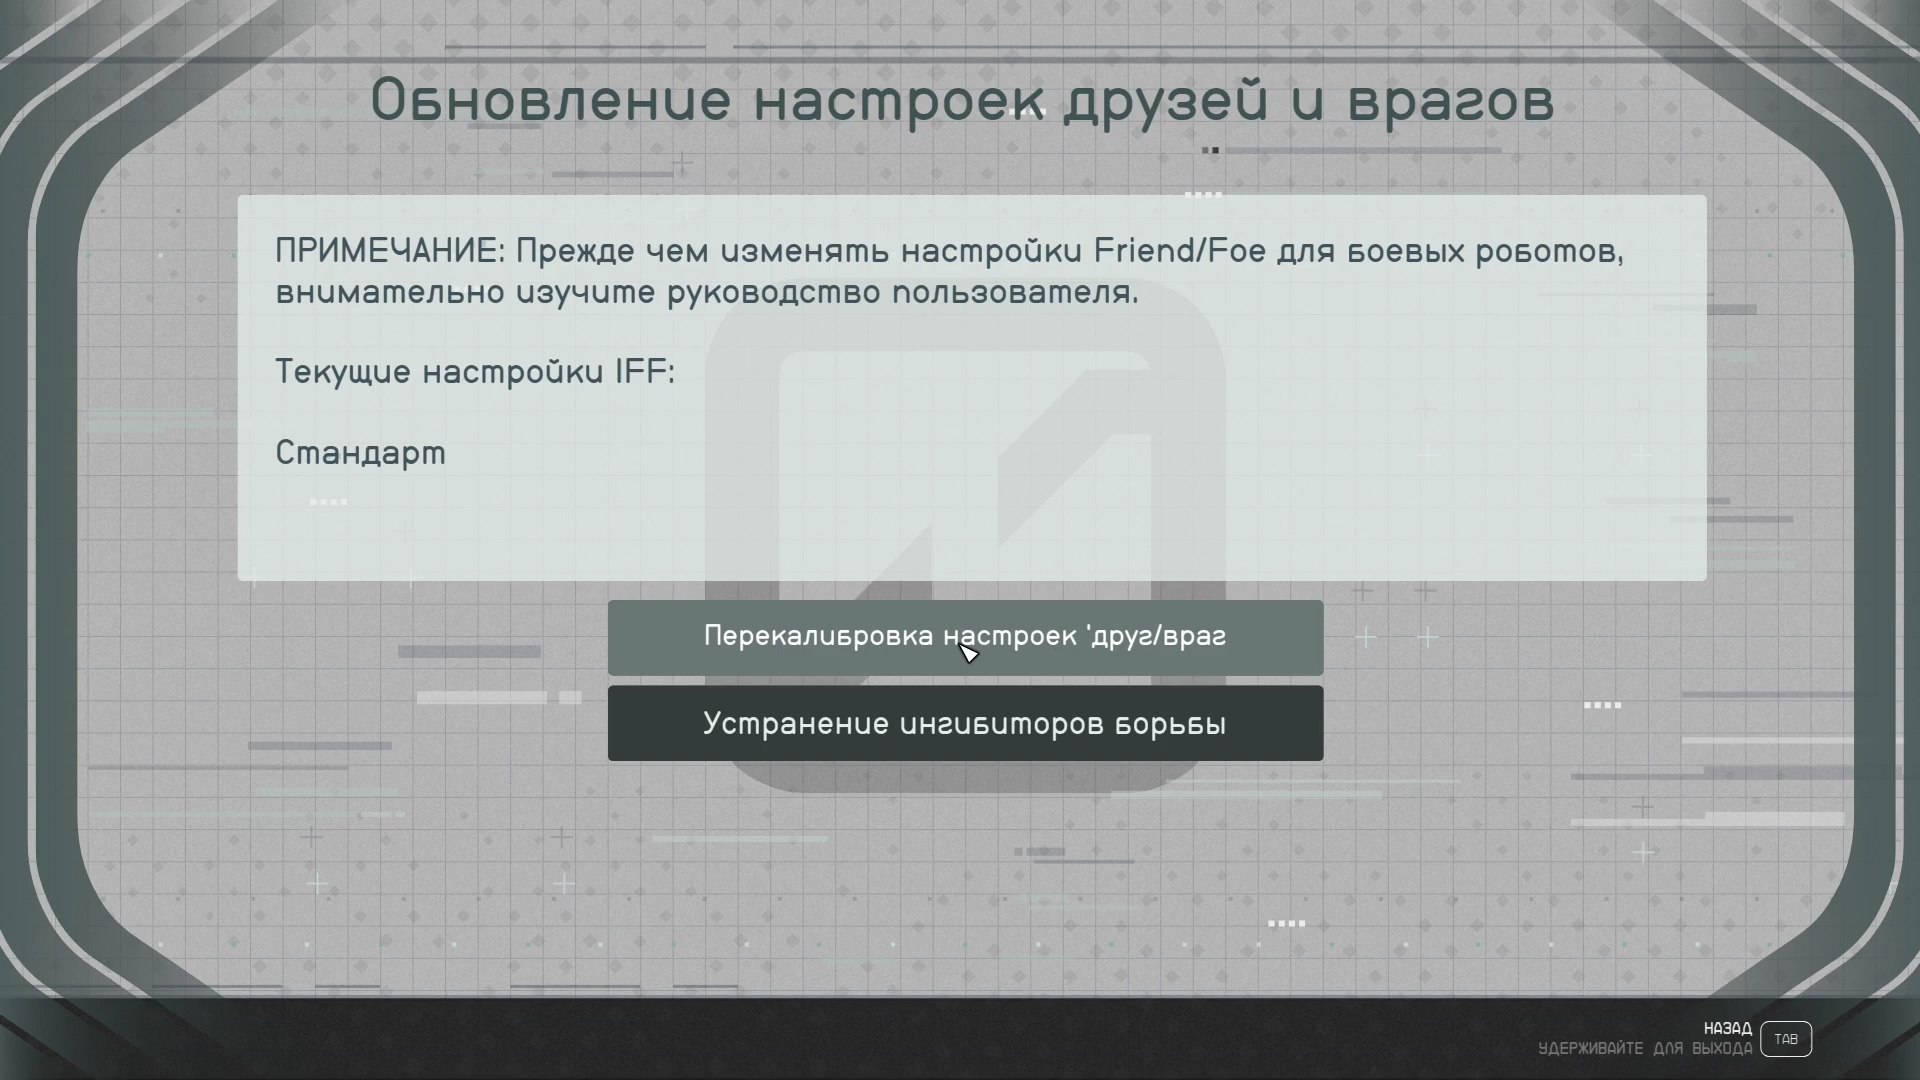 Обновление настроек друзей и врагов
ПРИМЕЧАНИЕ: Прежде чем изменять настройки Friend/Foe для боевых роботов,
внимательно изучите руководство пользователя.
Текущие настройки IFF:
Стандарт
Перекалибровка настроек 'друг/враг
Устранение ингибиторов борьбы
НАЗАД
УДЕРЖИВАЙТЕ ДЛЯ ВЫХОДА
TAB